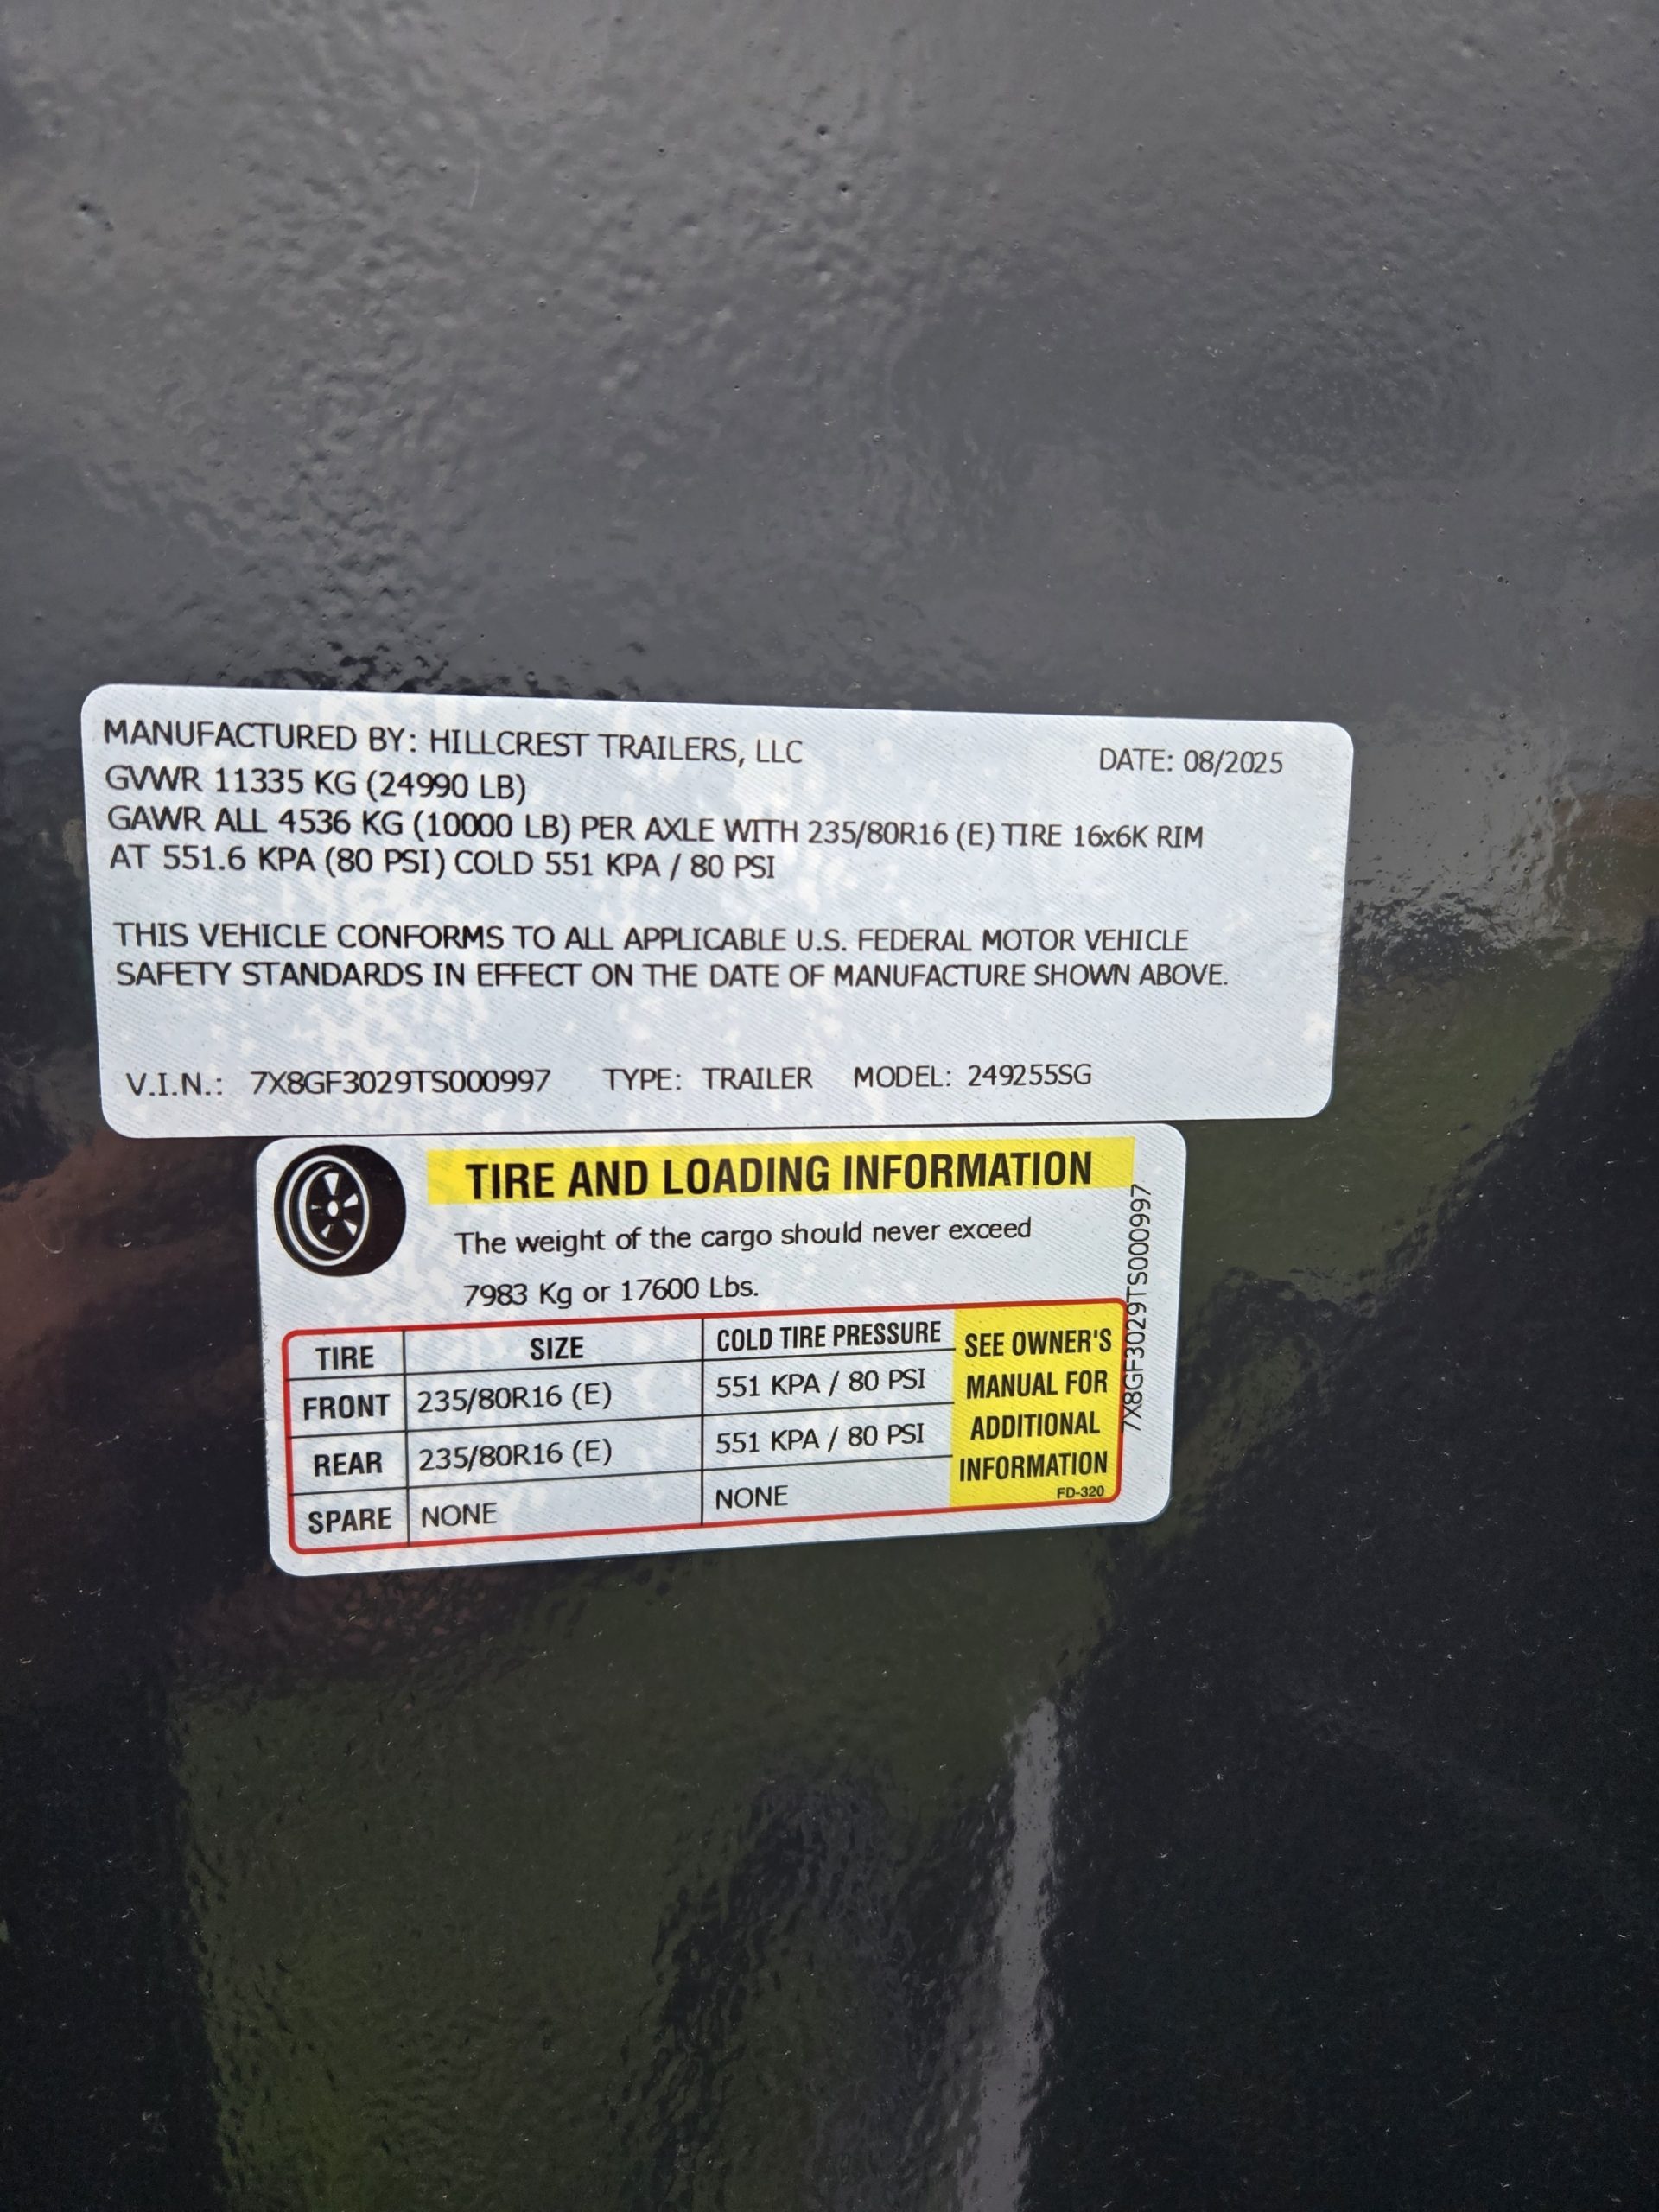 MANUFACTURED BY: HILLCREST TRAILERS, LLC DATE: 08/2025
GVWR 11335 KG (24990 LB)
GAWR ALL 4536 KG (10000 LB) PER AXLE WITH 235/80R16 (E) TIRE 16x6K RIM
AT 551.6 KPA (80 PSI) COLD 551 KPA / 80 PSI
THIS VEHICLE CONFORMS TO ALL APPLICABLE U.S. FEDERAL MOTOR VEHICLE
SAFETY STANDARDS IN EFFECT ON THE DATE OF MANUFACTURE SHOWN ABOVE.
V.I.N.: 7X8GF3029TS000997 TYPE: TRAILER MODEL: 249255SG
TIRE AND LOADING INFORMATION
The weight of the cargo should never exceed
7983 Kg or 17600 Lbs.
TIRE SIZE COLD TIRE PRESSURE
FRONT 235/80R16 (E) 551 KPA / 80 PSI
REAR 235/80R16 (E) 551 KPA / 80 PSI
SPARE NONE NONE
SEE OWNER'S
MANUAL FOR
ADDITIONAL
INFORMATION
FD-320
7X8GF3029TS000997